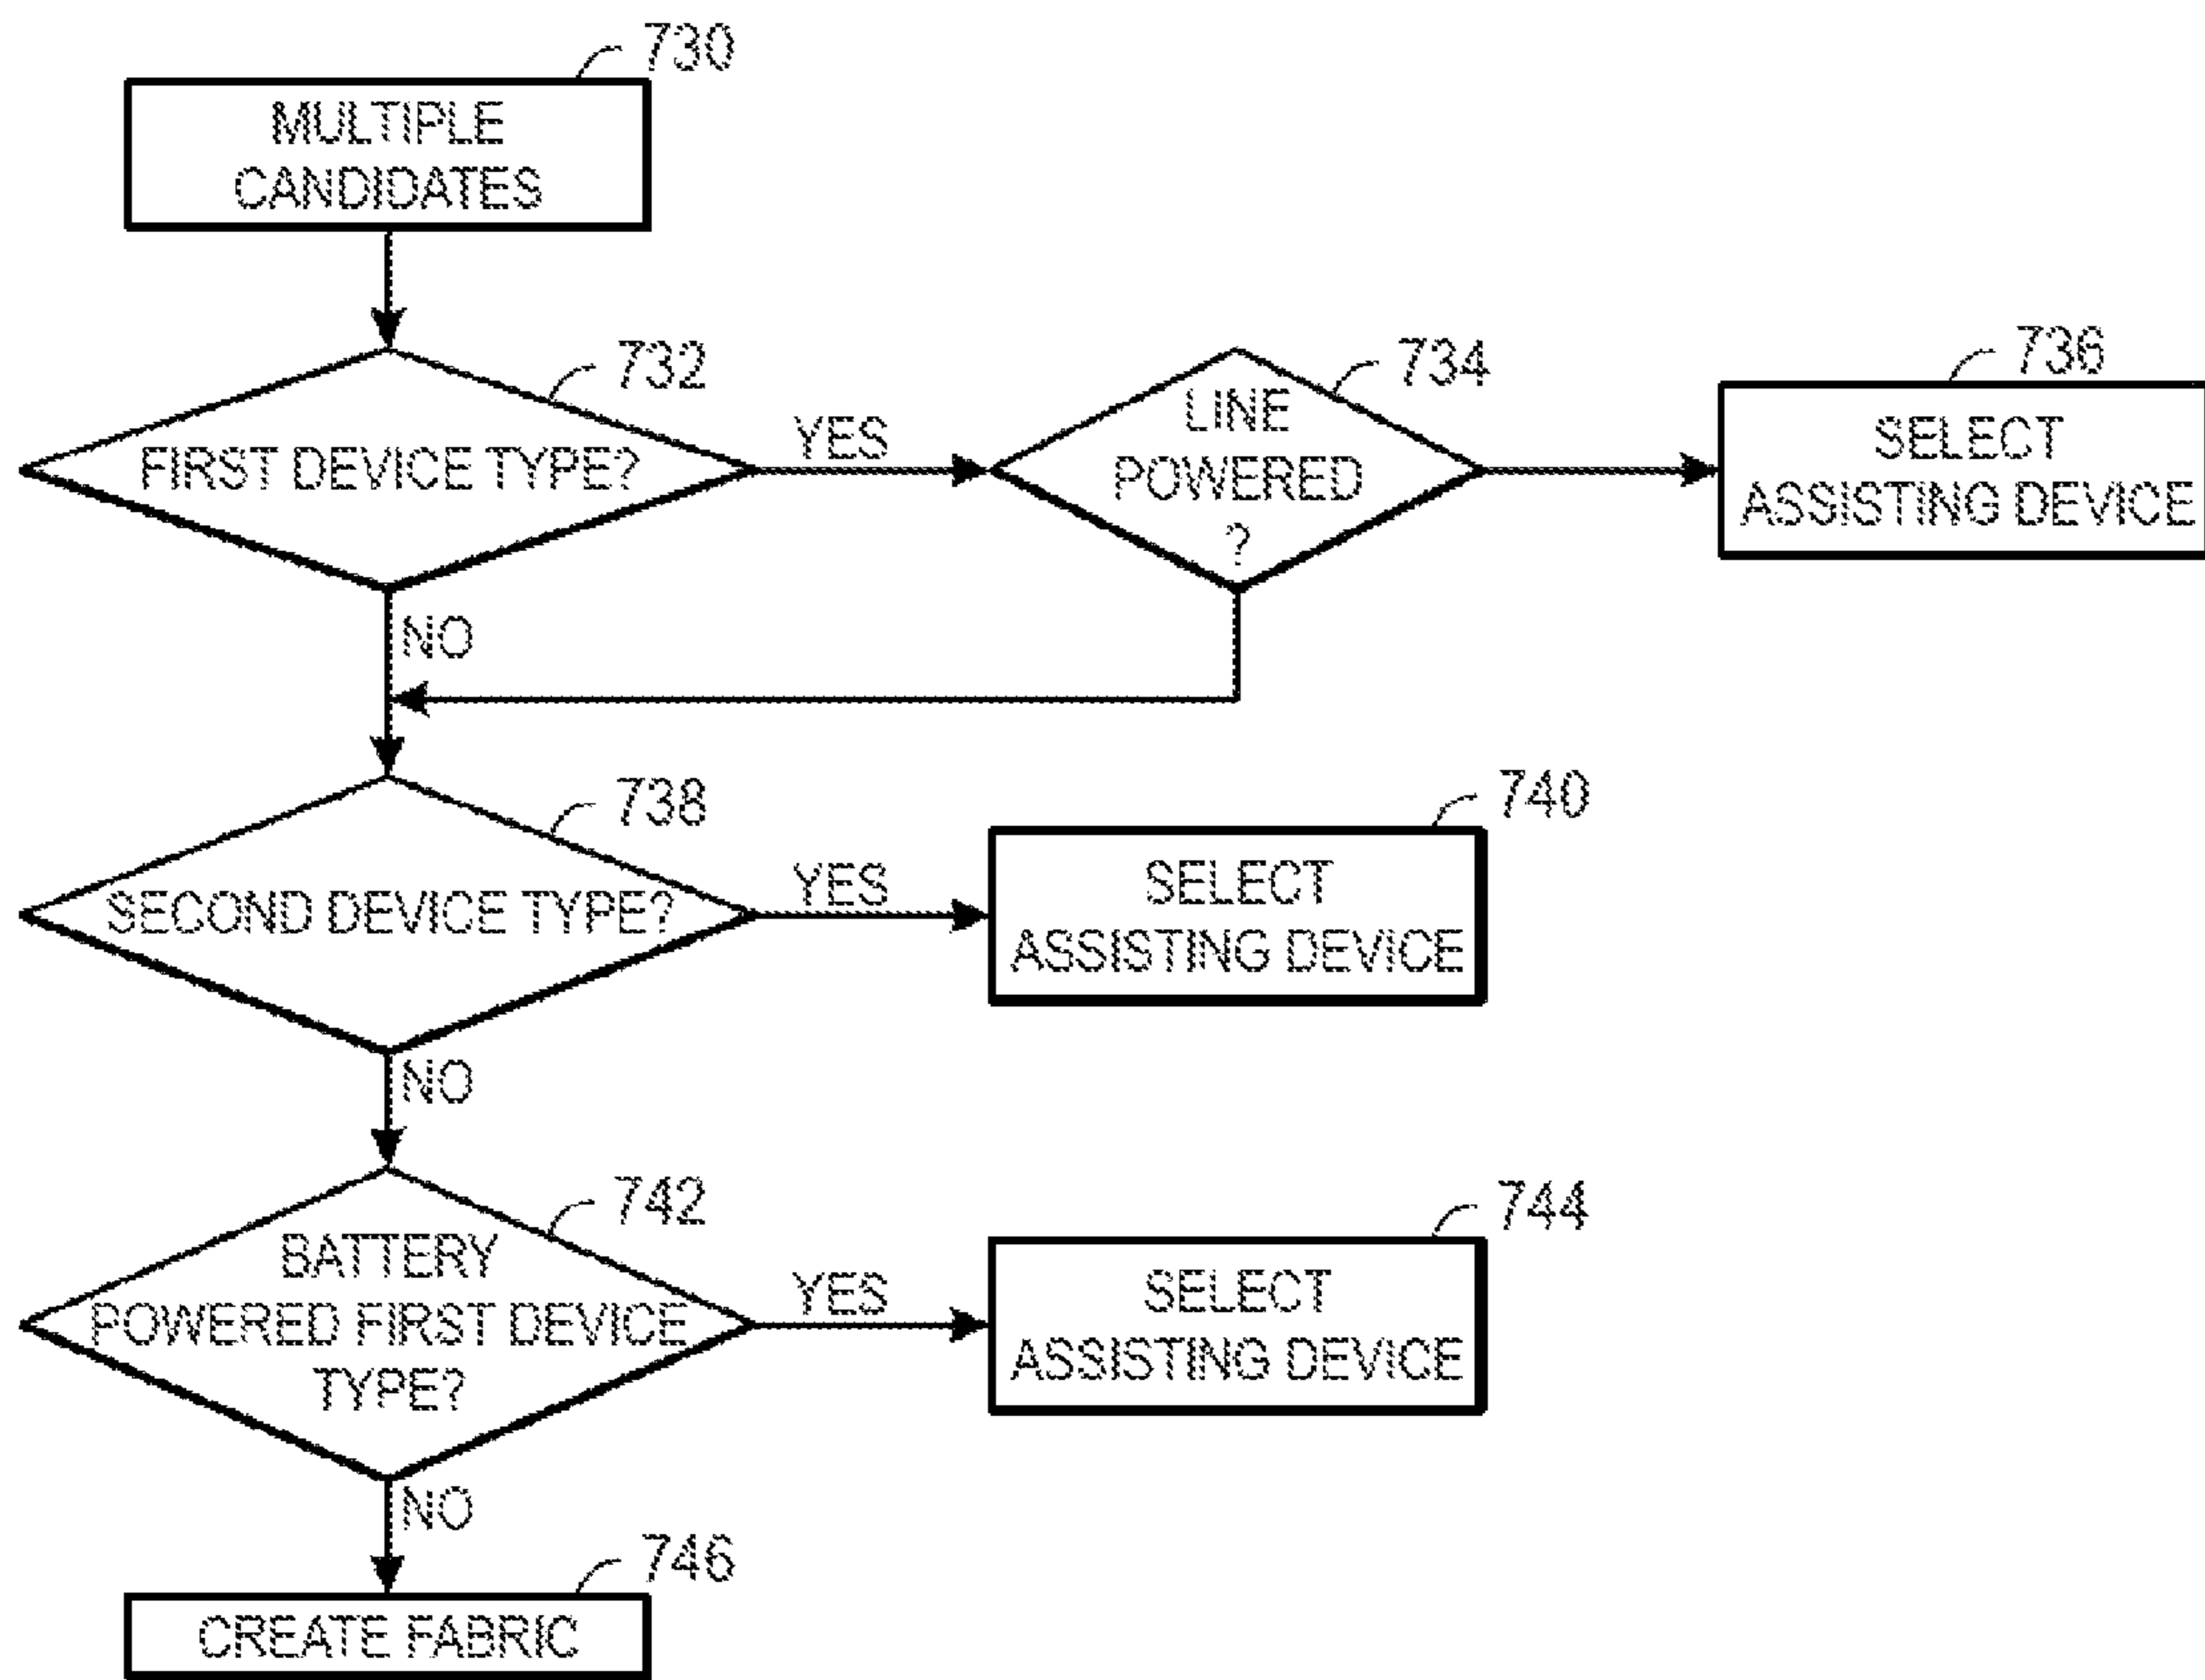 730
MULTIPLE
CANDIDATES
732
FIRST DEVICE TYPE?
YES
734
LINE
POWERED
?
736
SELECT
ASSISTING DEVICE
NO
738
SECOND DEVICE TYPE?
YES
740
SELECT
ASSISTING DEVICE
NO
742
BATTERY
POWERED FIRST DEVICE
TYPE?
YES
744
SELECT
ASSISTING DEVICE
NO
746
CREATE FABRIC